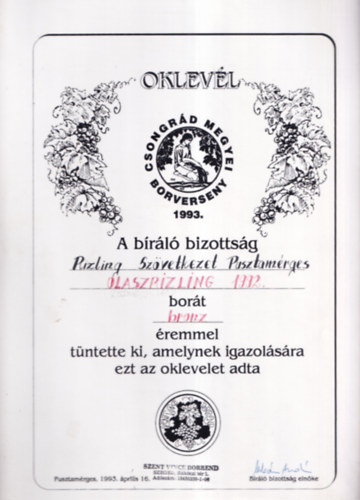 OKLEVÉL
CSONGRÁD MEGYEI
BORVERSENY
1993.
A bíráló bizottság
Rizling Szövetkezet Pusztamérges
OLASZRIZLING 1992.
borát
bronz
éremmel
tüntette ki, amelynek igazolására
ezt az oklevelet adta
SZENT VINCE BORREND
Pusztamérges, 1993. április 16.
Bíráló bizottság elnöke